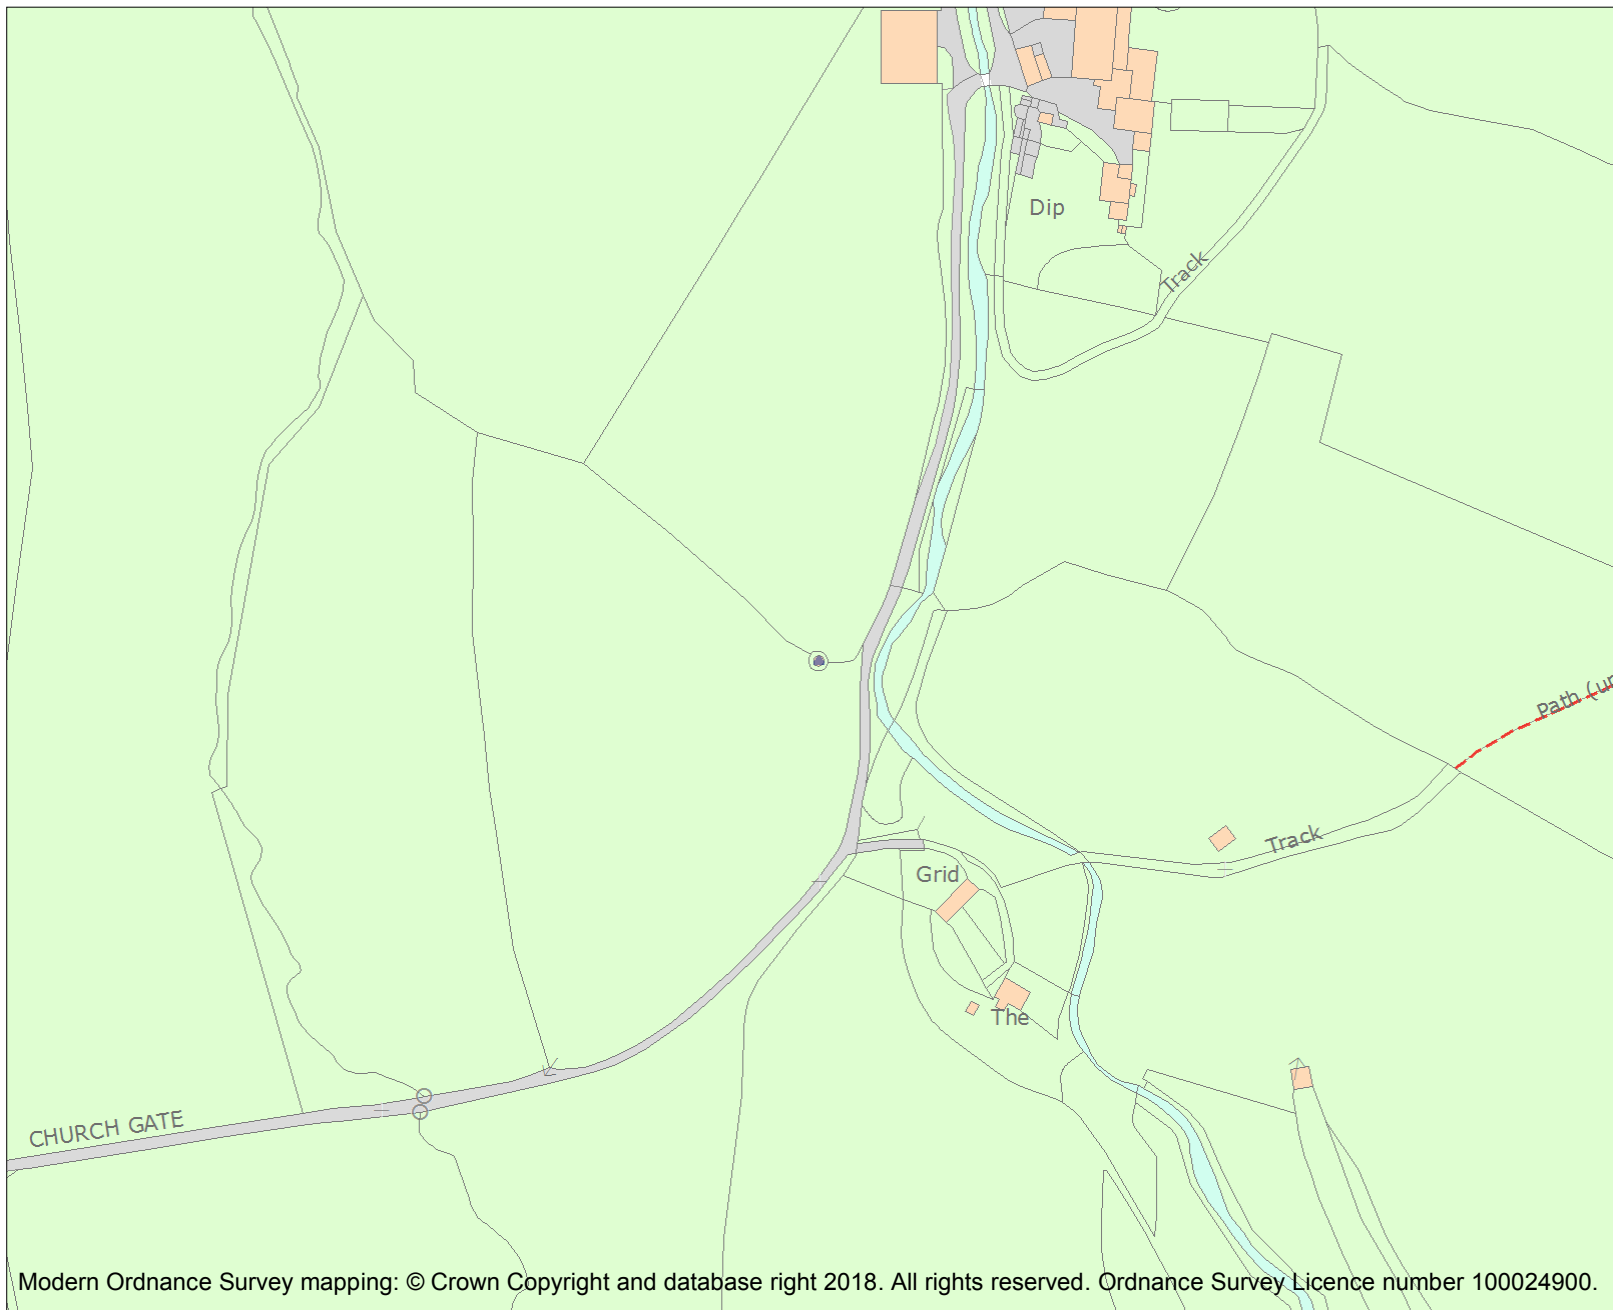 Dip
Track
Path (un
Track
Grid
The
CHURCH GATE
Modern Ordnance Survey mapping: © Crown Copyright and database right 2018. All rights reserved. Ordnance Survey Licence number 100024900.